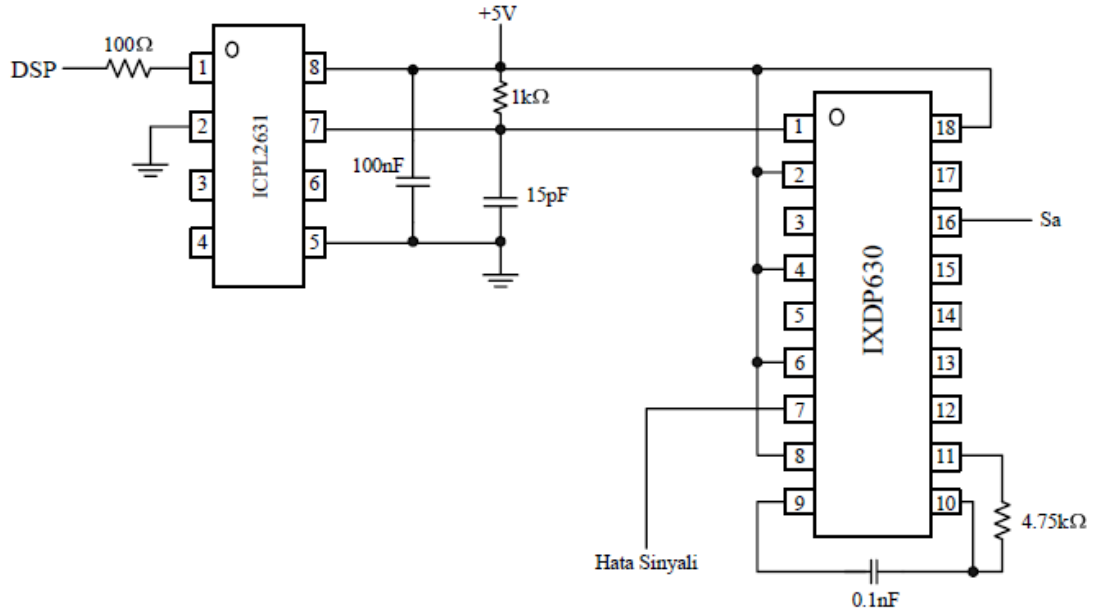 +5V
100Ω
DSP
1
8
2
7
3
6
4
5
ICPL2631
1kΩ
100nF
15pF
1
18
2
17
3
16
Sa
4
15
5
14
6
13
7
12
8
11
9
10
IXDP630
4.75kΩ
Hata Sinyali
0.1nF